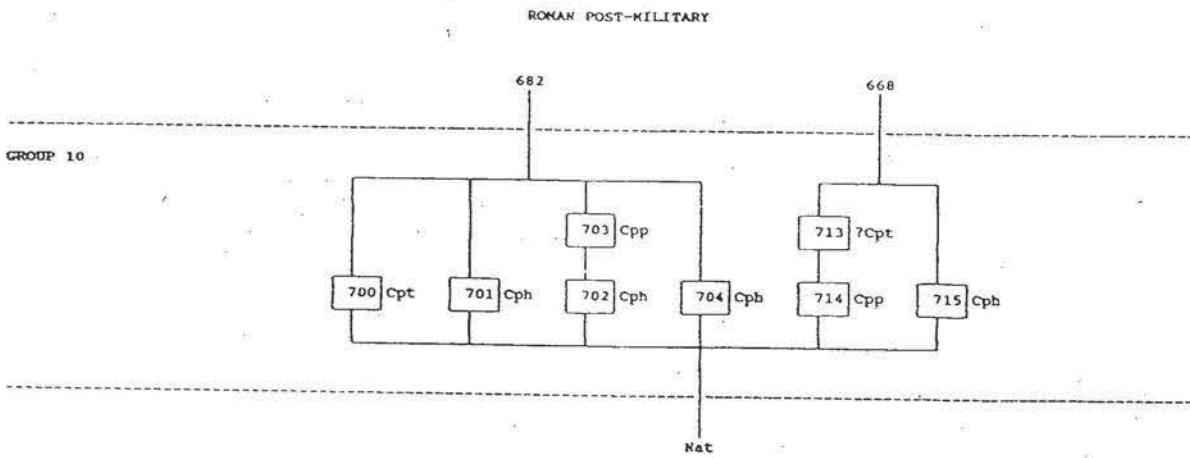 ROMAN POST-MILITARY
682 668
GROUP 10
703 Cpp 713 ?Cpt
700 Cpt 701 Cph 702 Cph 704 Cph 714 Cpp 715 Cph
Nat